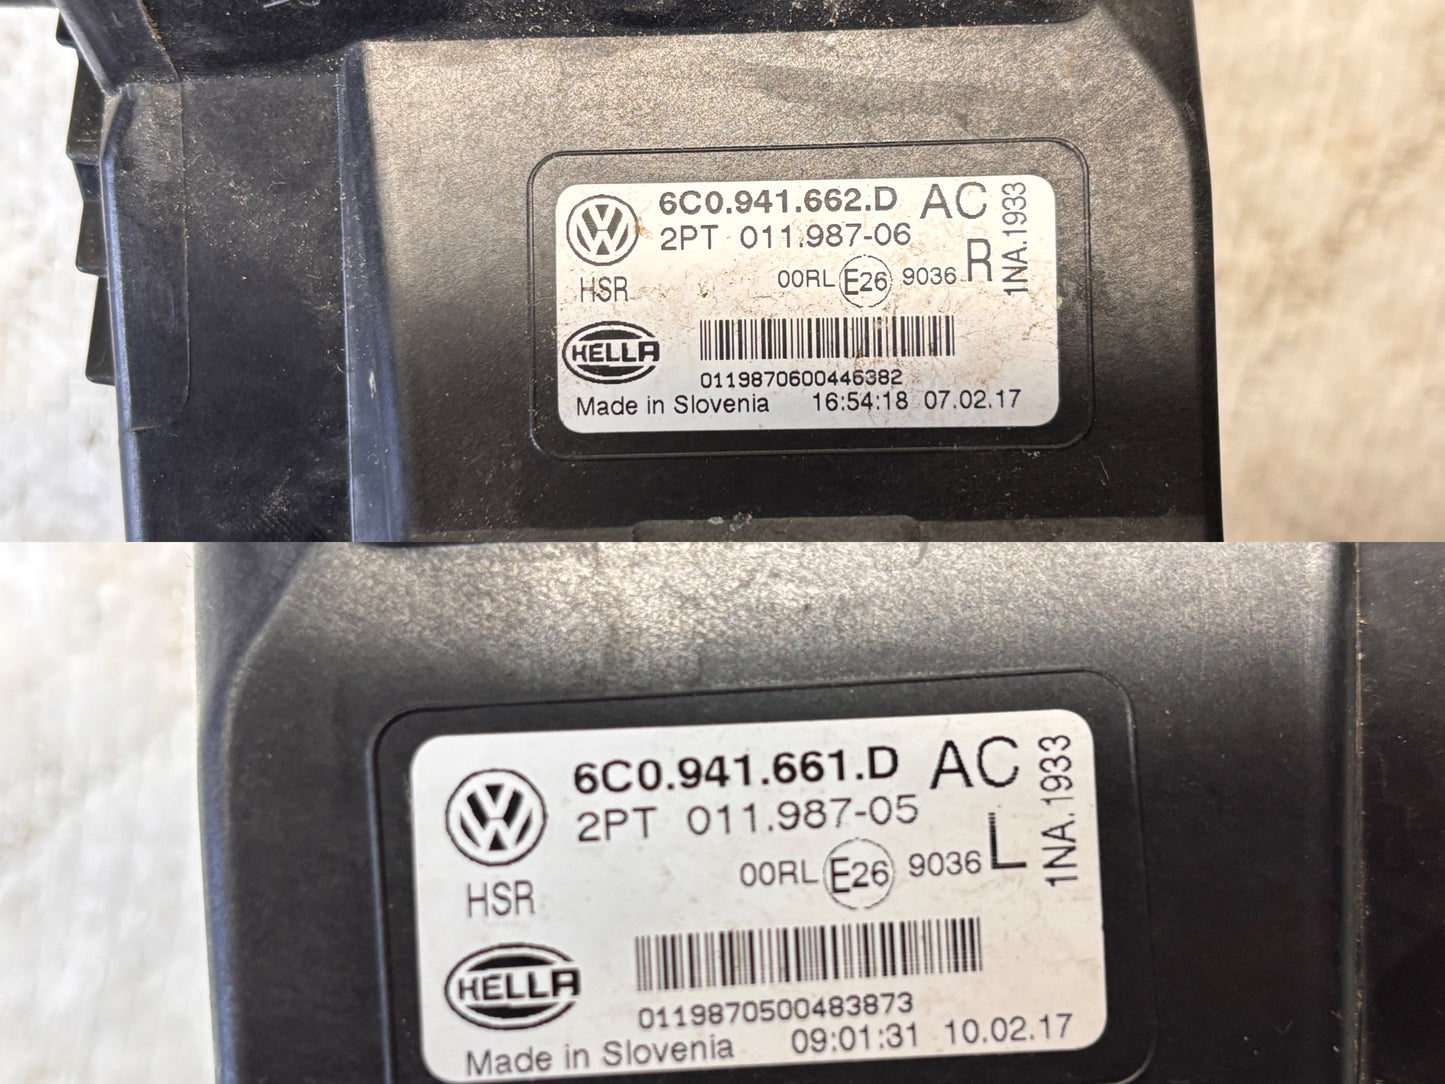 6C0.941.662.D AC
2PT 011.987-06
R
1NA.1933
00RL E26 9036
HSR
HELLA
0119870600446382
Made in Slovenia 16:54:18 07.02.17
6C0.941.661.D AC
2PT 011.987-05
L
1NA.1933
00RL E26 9036
HSR
HELLA
0119870500483873
Made in Slovenia 09:01:31 10.02.17